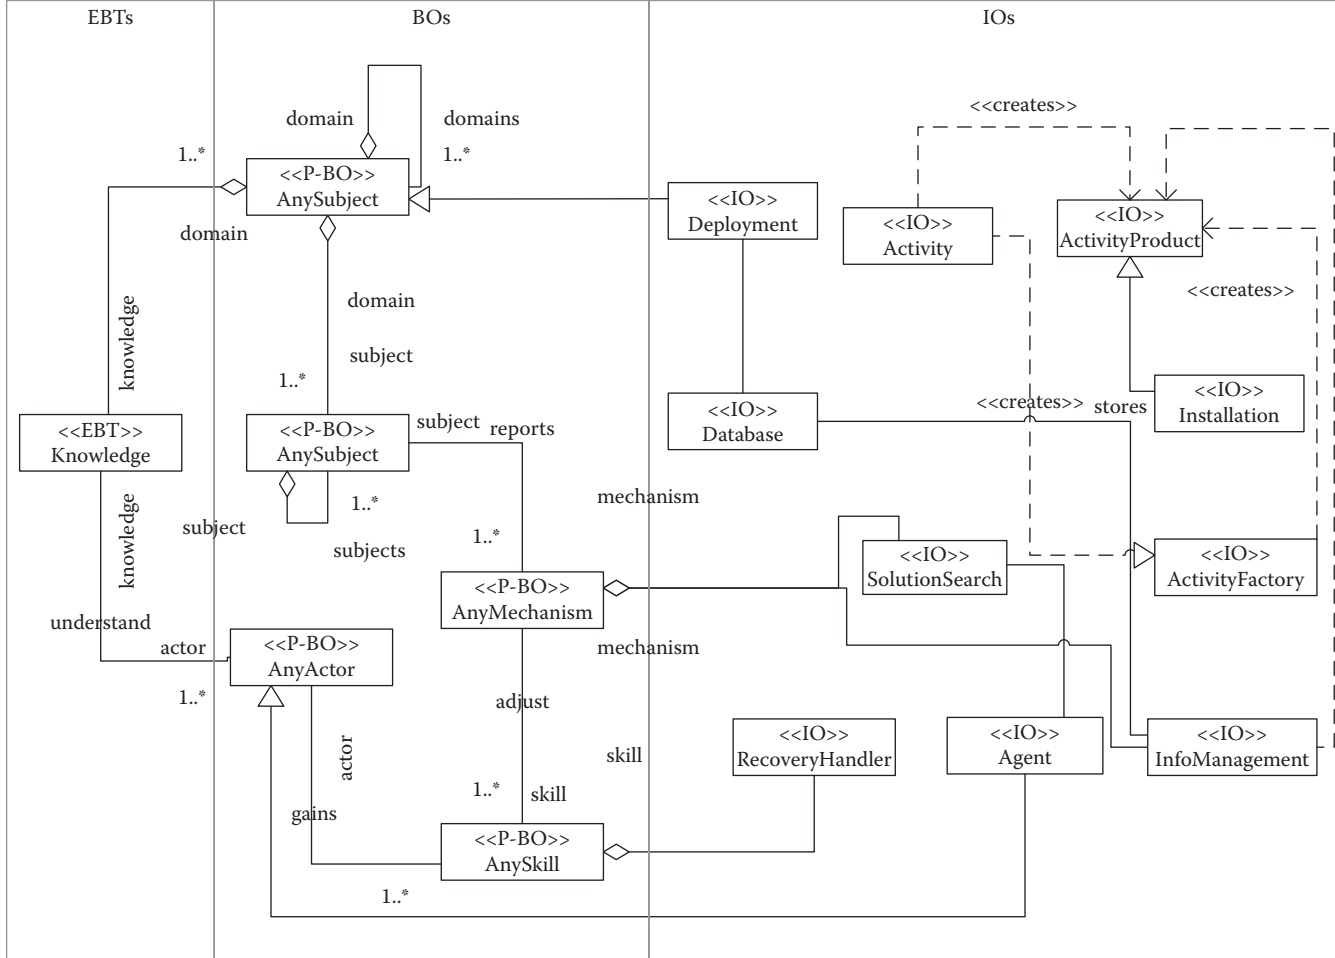 EBTs
BOs
IOs
<<creates>>
domain
domains
1..*
1..*
<<P-BO>>
AnySubject
<<IO>>
Deployment
<<IO>>
Activity
<<IO>>
ActivityProduct
domain
<<creates>>
domain
knowledge
subject
1..*
<<creates>>
stores
<<IO>>
Installation
<<EBT>>
Knowledge
<<P-BO>>
AnySubject
subject
reports
<<IO>>
Database
knowledge
1..*
mechanism
subject
subjects
1..*
<<IO>>
SolutionSearch
<<IO>>
ActivityFactory
<<P-BO>>
AnyMechanism
understand
actor
<<P-BO>>
AnyActor
mechanism
1..*
adjust
actor
skill
<<IO>>
RecoveryHandler
<<IO>>
Agent
<<IO>>
InfoManagement
1..*
skill
gains
<<P-BO>>
AnySkill
1..*